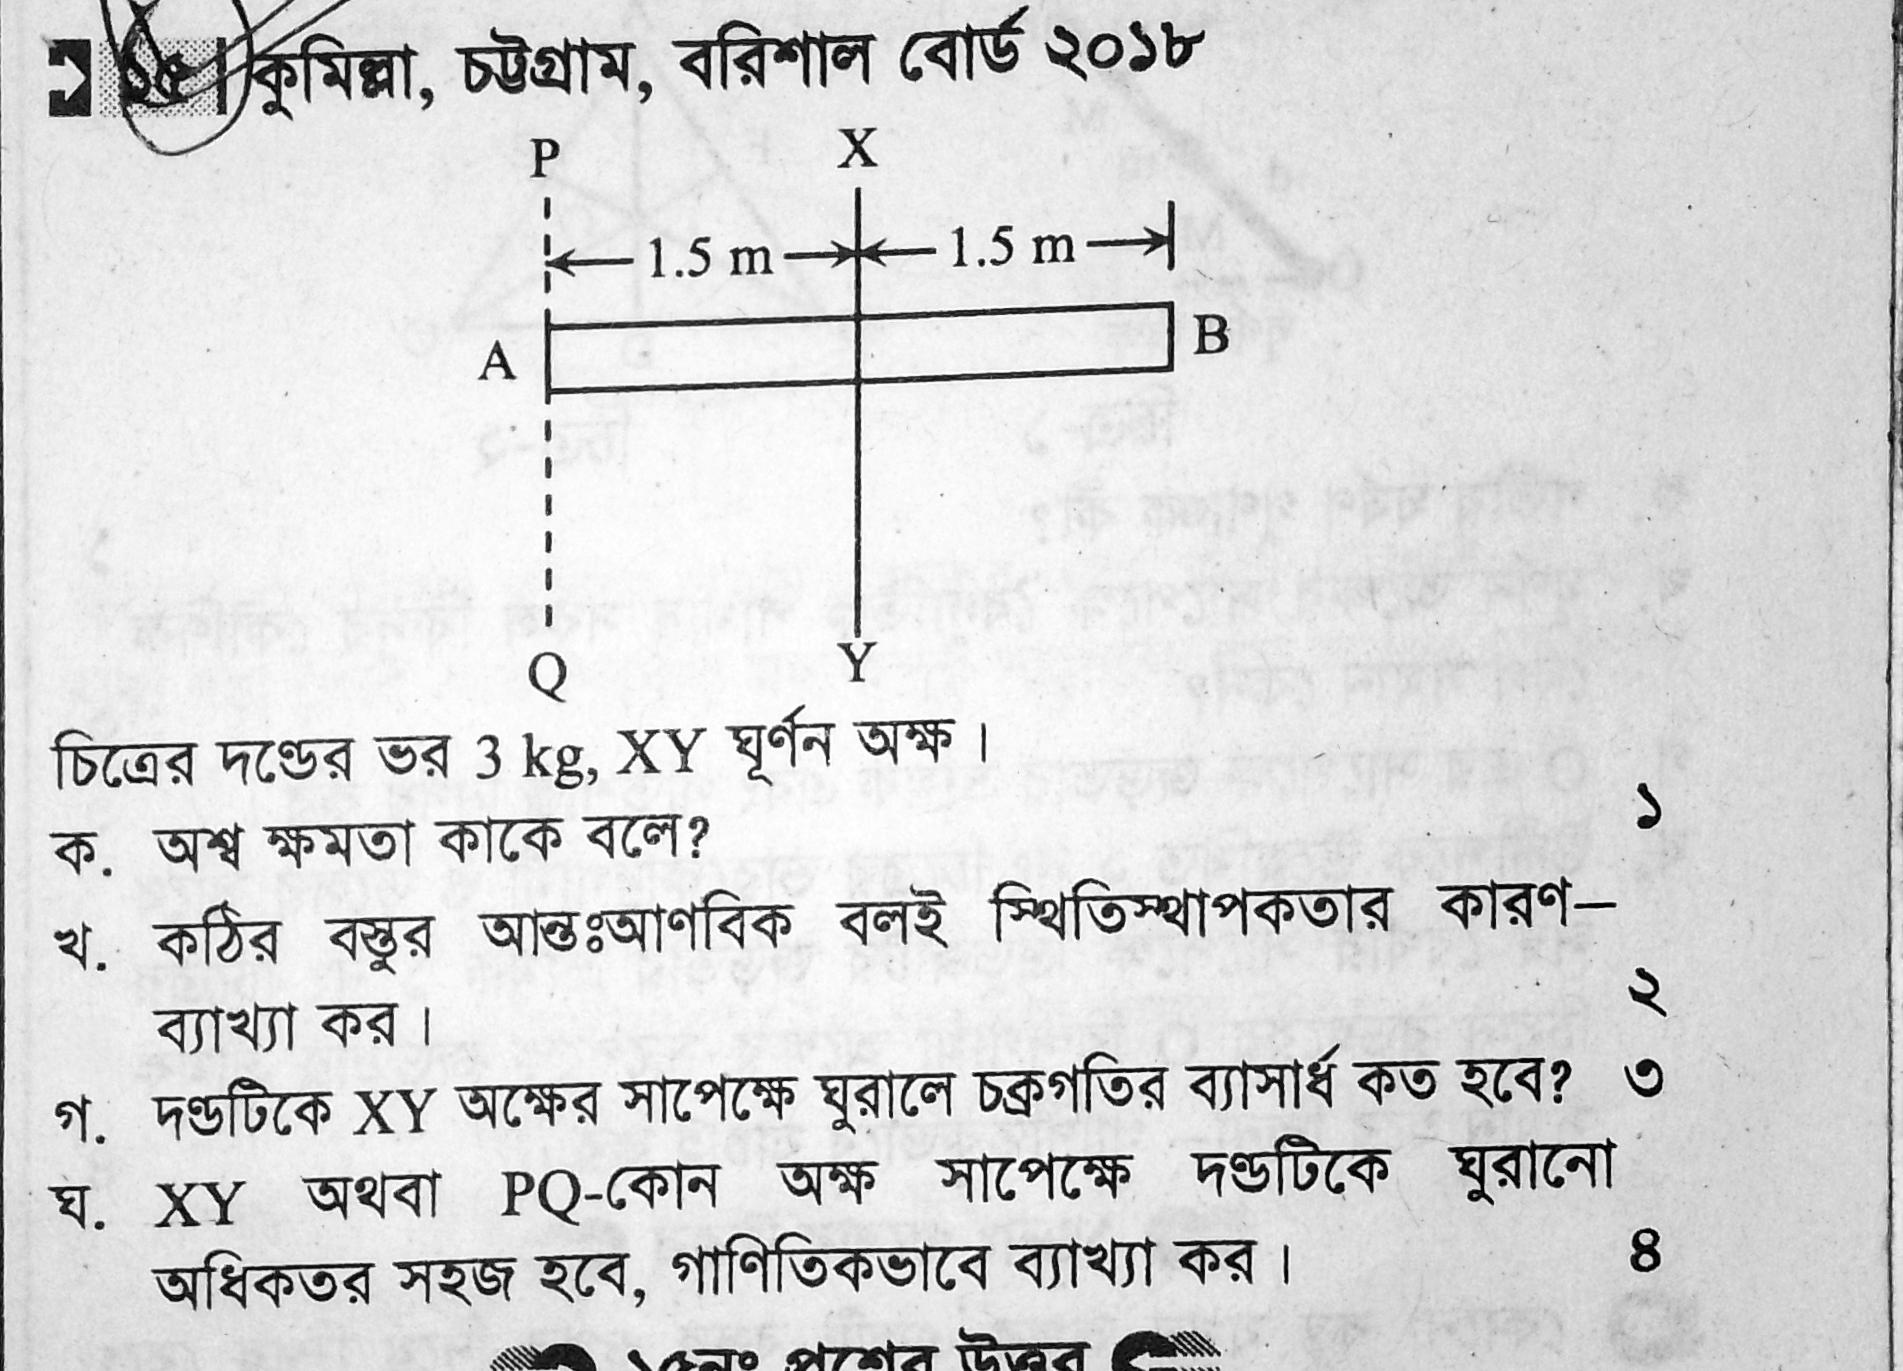 ১৫। কুমিল্লা, চট্টগ্রাম, বরিশাল বোর্ড ২০১৮
P X
1.5 m 1.5 m
A B
Q Y
চিত্রের দণ্ডের ভর 3 kg, XY ঘূর্ণন অক্ষ।
ক. অশ্ব ক্ষমতা কাকে বলে? ১
খ. কঠির বস্তুর আন্তঃআণবিক বলই স্থিতিস্থাপকতার কারণ—
ব্যাখ্যা কর। ২
গ. দণ্ডটিকে XY অক্ষের সাপেক্ষে ঘুরালে চক্রগতির ব্যাসার্ধ কত হবে? ৩
ঘ. XY অথবা PQ-কোন অক্ষ সাপেক্ষে দণ্ডটিকে ঘুরানো
অধিকতর সহজ হবে, গাণিতিকভাবে ব্যাখ্যা কর। ৪
১৫নং প্রশ্নের উত্তর